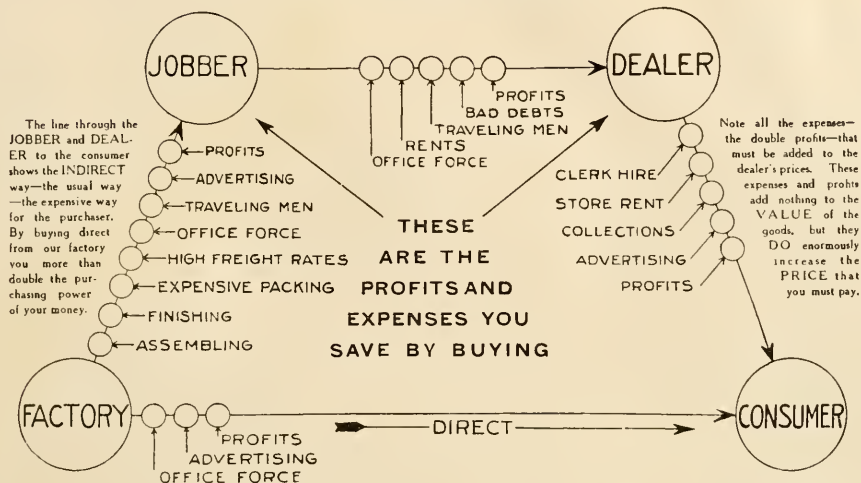 JOBBER
DEALER
PROFITS
BAD DEBTS
TRAVELING MEN
RENTS
OFFICE FORCE
The line through the
JOBBER and DEAL-
ER to the consumer
shows the INDIRECT
way—the usual way
—the expensive way
for the purchaser.
By buying direct
from our factory
you more than
double the pur-
chasing power
of your money.
PROFITS
ADVERTISING
TRAVELING MEN
OFFICE FORCE
HIGH FREIGHT RATES
EXPENSIVE PACKING
FINISHING
ASSEMBLING
THESE
ARE THE
PROFITS AND
EXPENSES YOU
SAVE BY BUYING
CLERK HIRE
STORE RENT
COLLECTIONS
ADVERTISING
PROFITS
Note all the expenses—
the double profits—that
must be added to the
dealer's prices. These
expenses and profits
add nothing to the
VALUE of the
goods, but they
DO enormously
increase the
PRICE that
you must pay.
FACTORY
PROFITS
ADVERTISING
OFFICE FORCE
DIRECT
CONSUMER